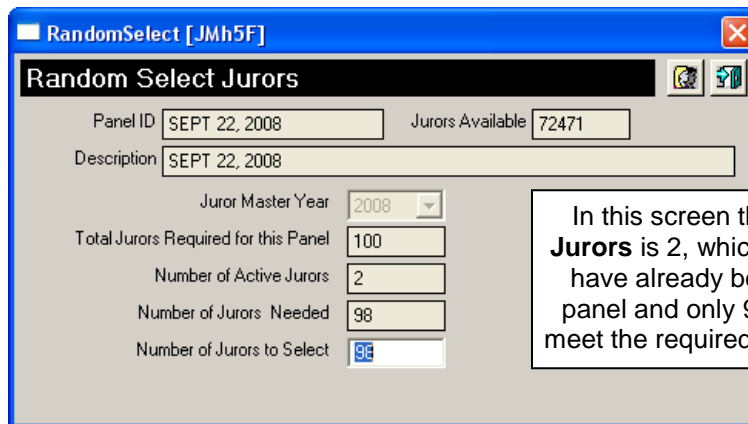 RandomSelect [JMh5F]
Random Select Jurors
Panel ID SEPT 22, 2008 Jurors Available 72471
Description SEPT 22, 2008
Juror Master Year 2008
Total Jurors Required for this Panel 100
Number of Active Jurors 2
Number of Jurors Needed 98
Number of Jurors to Select 98
In this screen
Jurors is 2,
have already
panel and only
meet the required